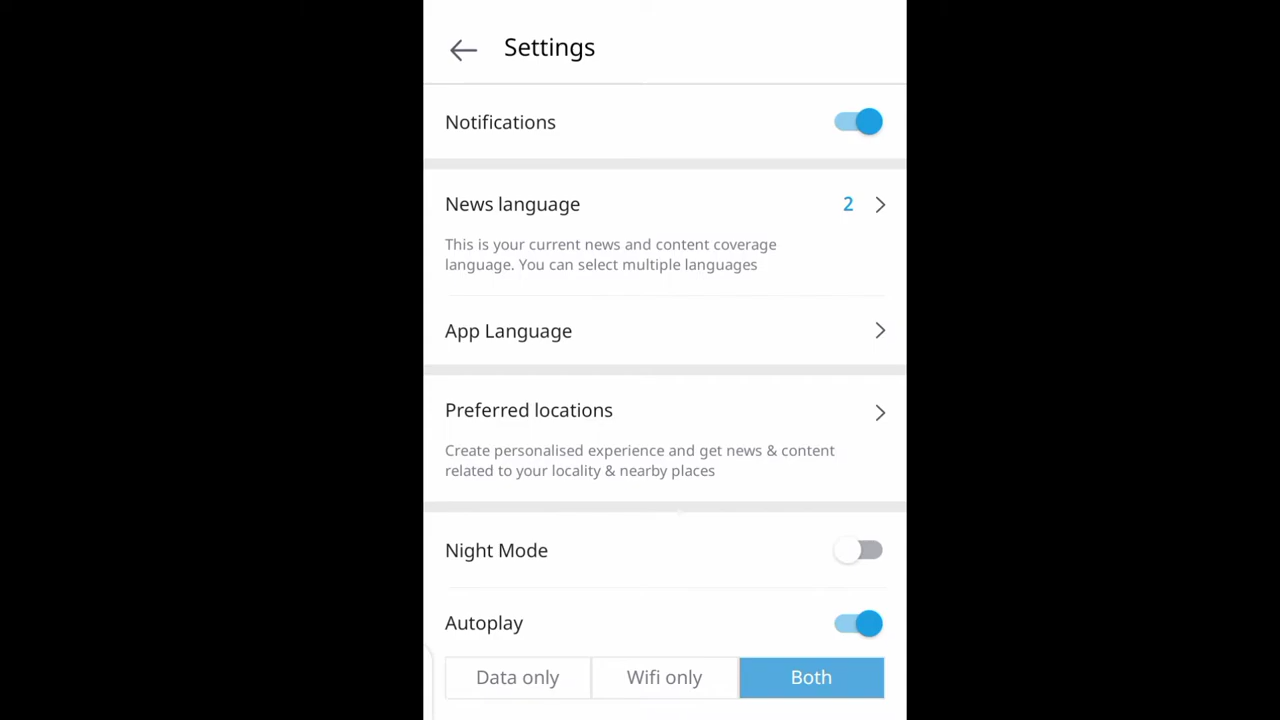 Settings
Notifications
News language 2
This is your current news and content coverage
language. You can select multiple languages
App Language
Preferred locations
Create personalised experience and get news & content
related to your locality & nearby places
Night Mode
Autoplay
Data only Wifi only Both